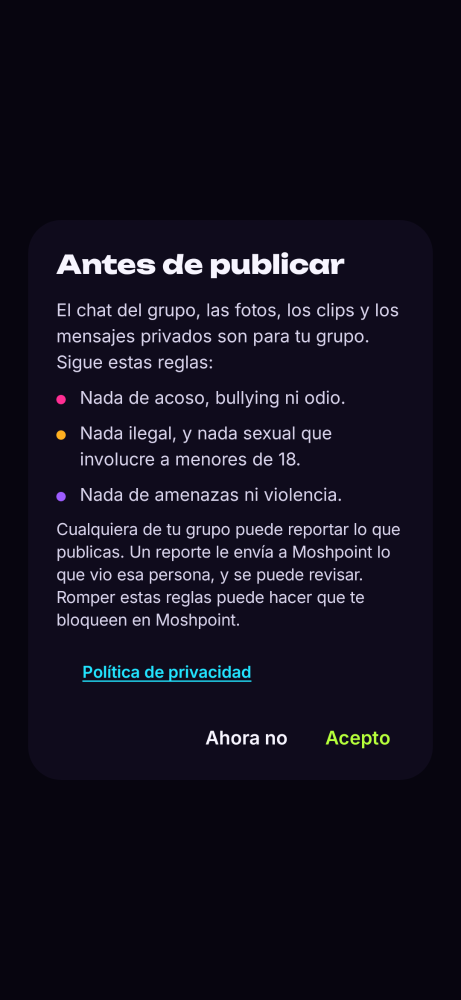 Antes de publicar
El chat del grupo, las fotos, los clips y los
mensajes privados son para tu grupo.
Sigue estas reglas:
Nada de acoso, bullying ni odio.
Nada ilegal, y nada sexual que
involucre a menores de 18.
Nada de amenazas ni violencia.
Cualquiera de tu grupo puede reportar lo que
publicas. Un reporte le envía a Moshpoint lo
que vio esa persona, y se puede revisar.
Romper estas reglas puede hacer que te
bloqueen en Moshpoint.
Política de privacidad
Ahora no
Acepto